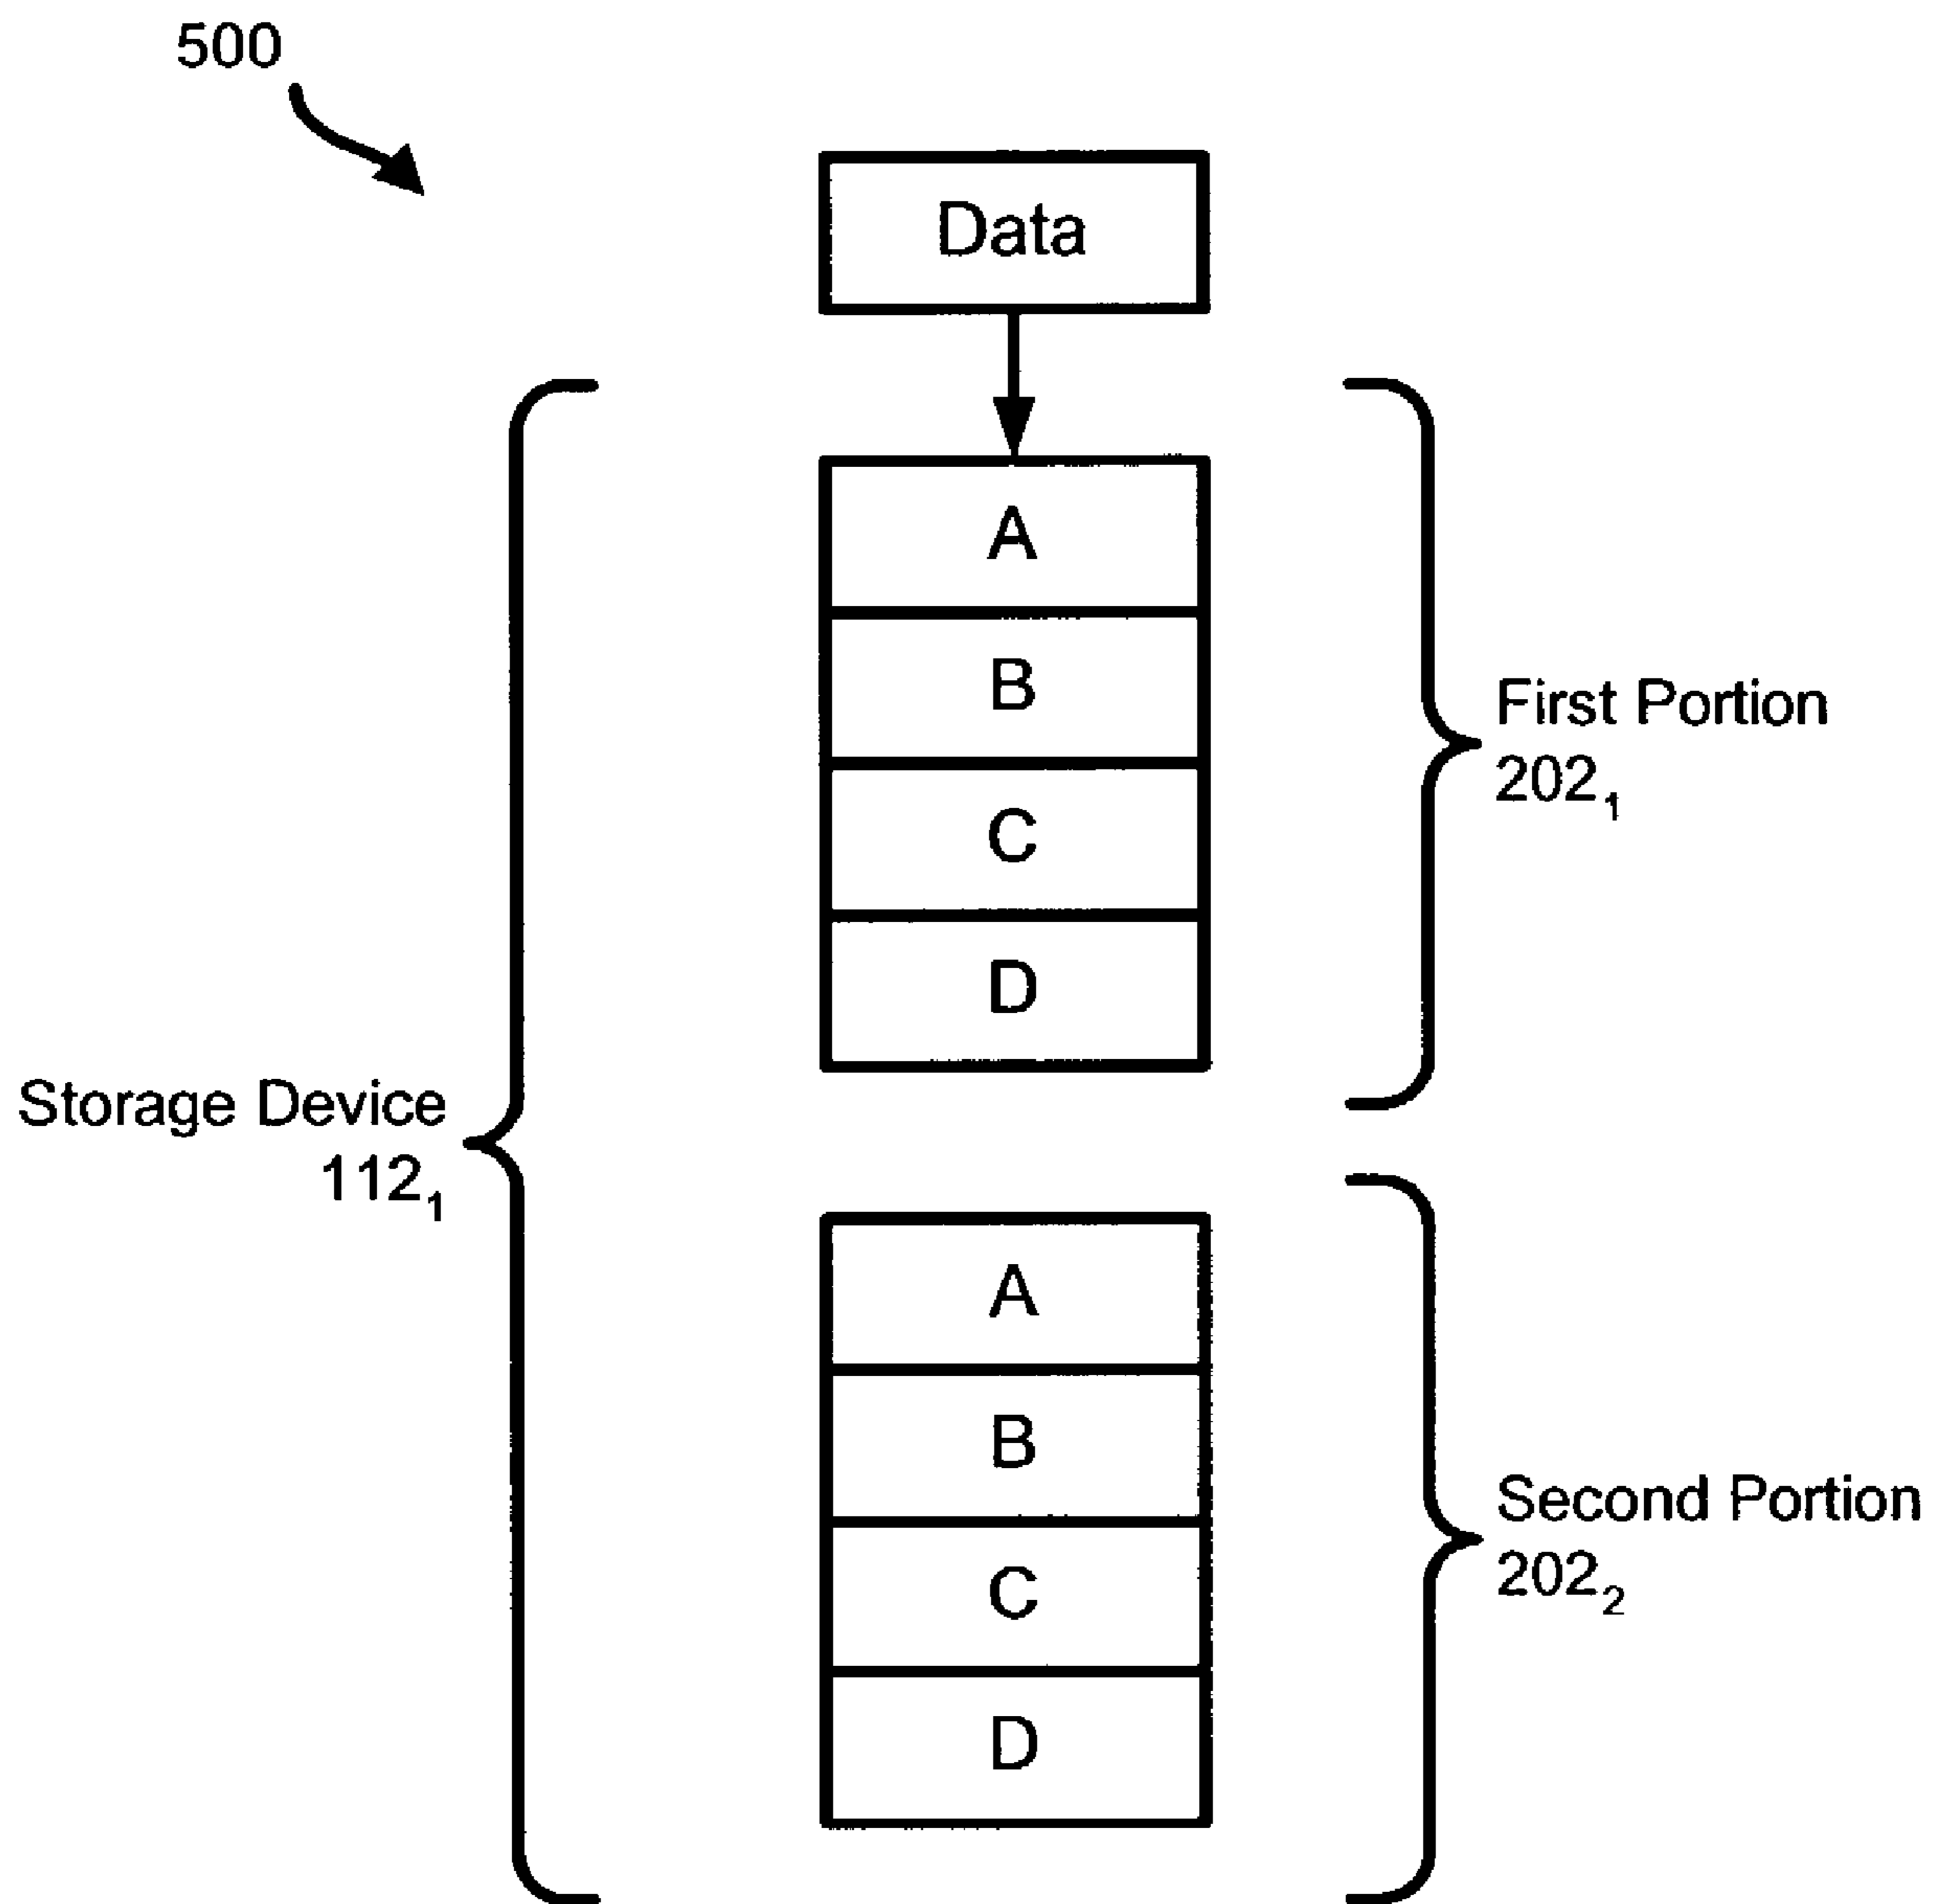 500
Data
A
B
C
D
First Portion
202₁
Storage Device
112₁
A
B
C
D
Second Portion
202₂